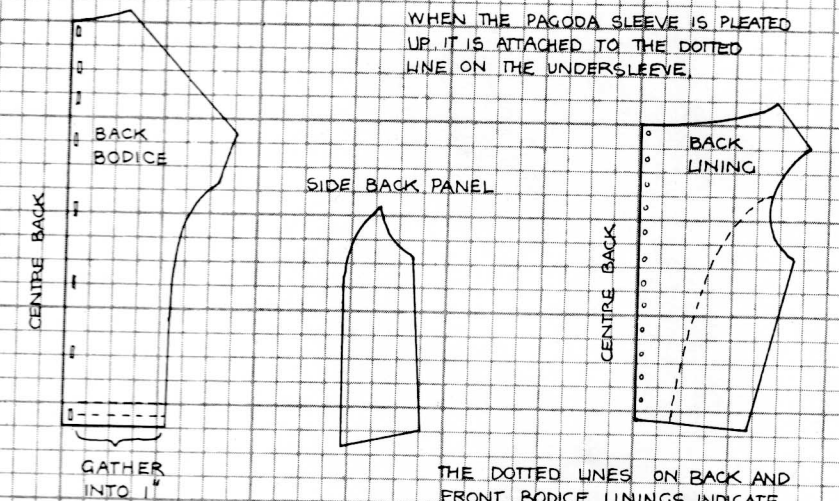 WHEN THE PAGODA SLEEVE IS PLEATED
UP IT IS ATTACHED TO THE DOTTED
LINE ON THE UNDERSLEEVE.
BACK
BODICE
CENTRE BACK
SIDE BACK PANEL
BACK
LINING
CENTRE BACK
GATHER
INTO 1"
THE DOTTED LINES ON BACK AND
FRONT BODICE LININGS INDICATE